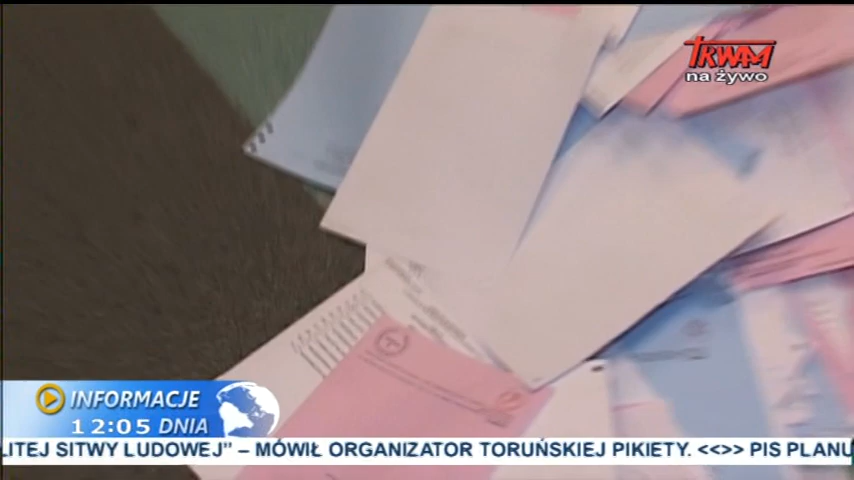 TRWAM
na żywo
INFORMACJE
12:05 DNIA
LITEJ SITWY LUDOWEJ" – MÓWIŁ ORGANIZATOR TORUŃSKIEJ PIKIETY. <<>> PIS PLANU